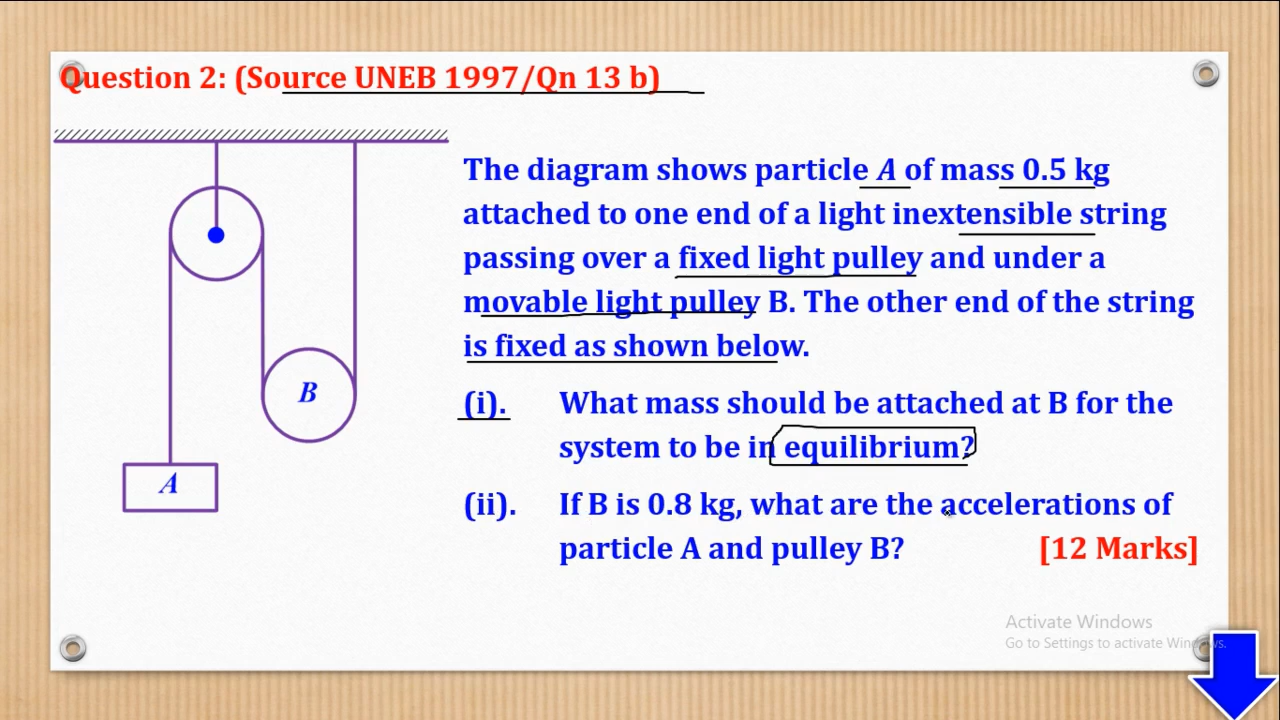 Question 2: (Source UNEB 1997/Qn 13 b)
The diagram shows particle A of mass 0.5 kg
attached to one end of a light inextensible string
passing over a fixed light pulley and under a
movable light pulley B. The other end of the string
is fixed as shown below.
(i). What mass should be attached at B for the
system to be in equilibrium?
(ii). If B is 0.8 kg, what are the accelerations of
particle A and pulley B? [12 Marks]
B
A
Activate Windows
Go to Settings to activate Windows.